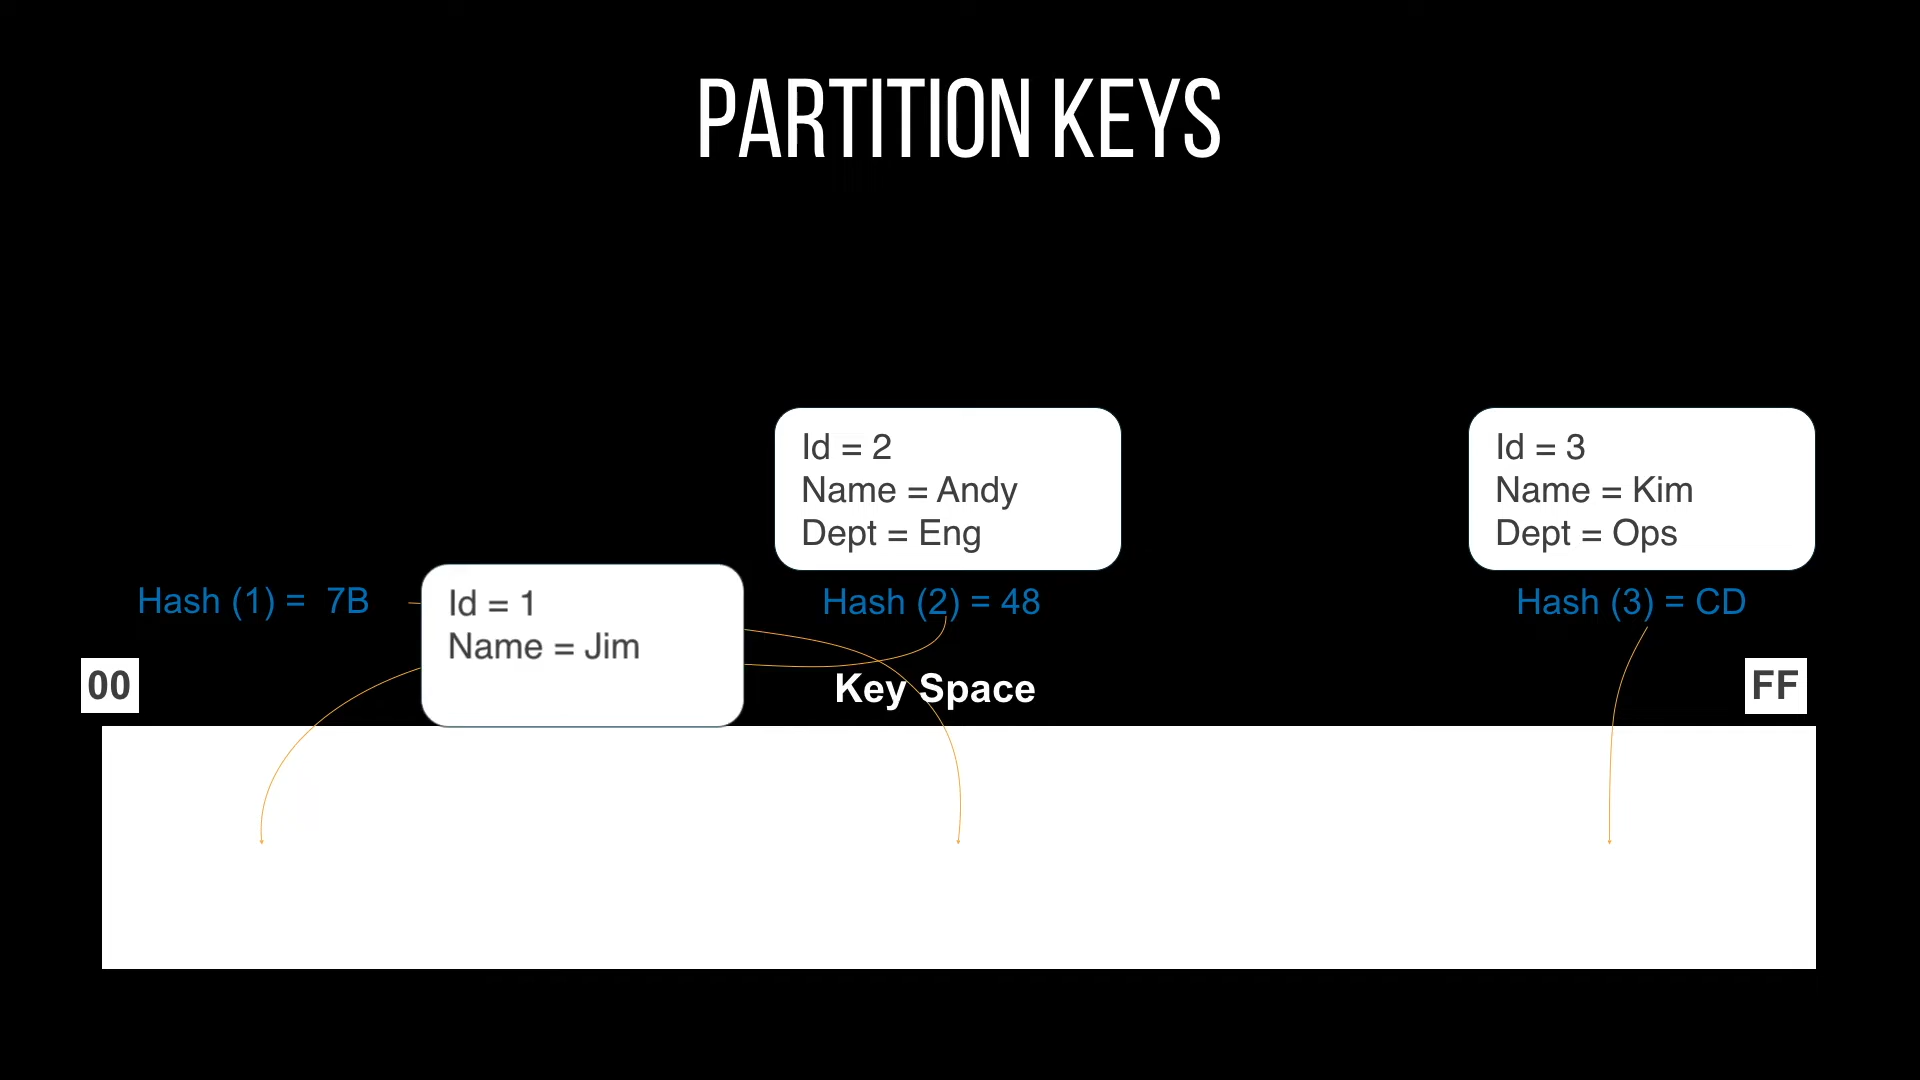 PARTITION KEYS
Id = 2
Name = Andy
Dept = Eng
Id = 3
Name = Kim
Dept = Ops
Hash (1) = 7B
Id = 1
Name = Jim
Hash (2) = 48
Hash (3) = CD
00
Key Space
FF